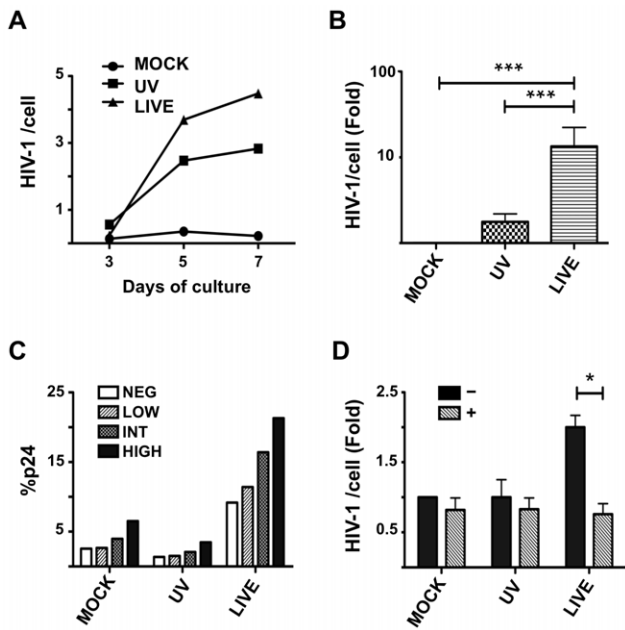 A
MOCK
UV
LIVE
HIV-1 /cell
5
3
1
3 5 7
Days of culture
B
***
***
HIV-1/cell (Fold)
100
10
MOCK
UV
LIVE
C
NEG
LOW
INT
HIGH
%p24
25
15
5
MOCK
UV
LIVE
D
−
+
*
HIV-1 /cell (Fold)
2.5
1.5
0.5
MOCK
UV
LIVE